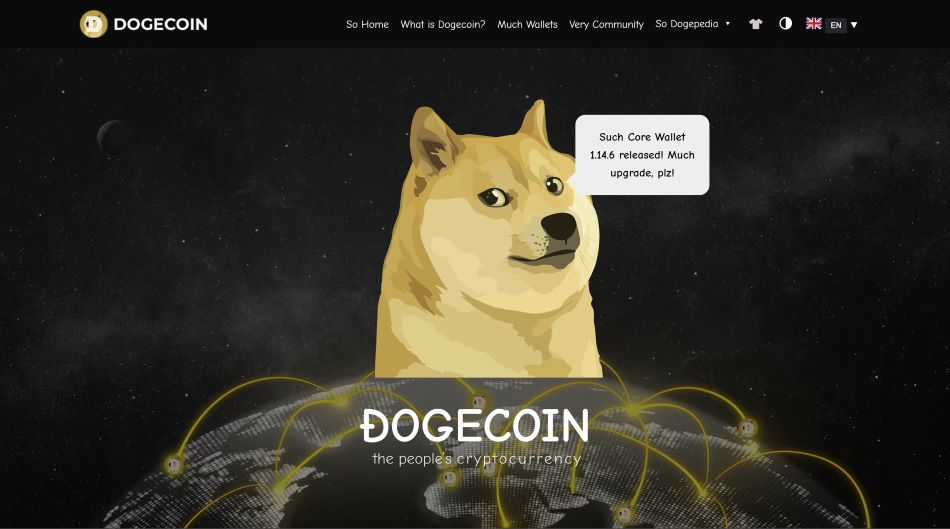 DOGECOIN
So Home
What is Dogecoin?
Much Wallets
Very Community
So Dogepedia
EN
Such Core Wallet
1.14.6 released! Much
upgrade, plz!
ÐOGECOIN
the people's cryptocurrency